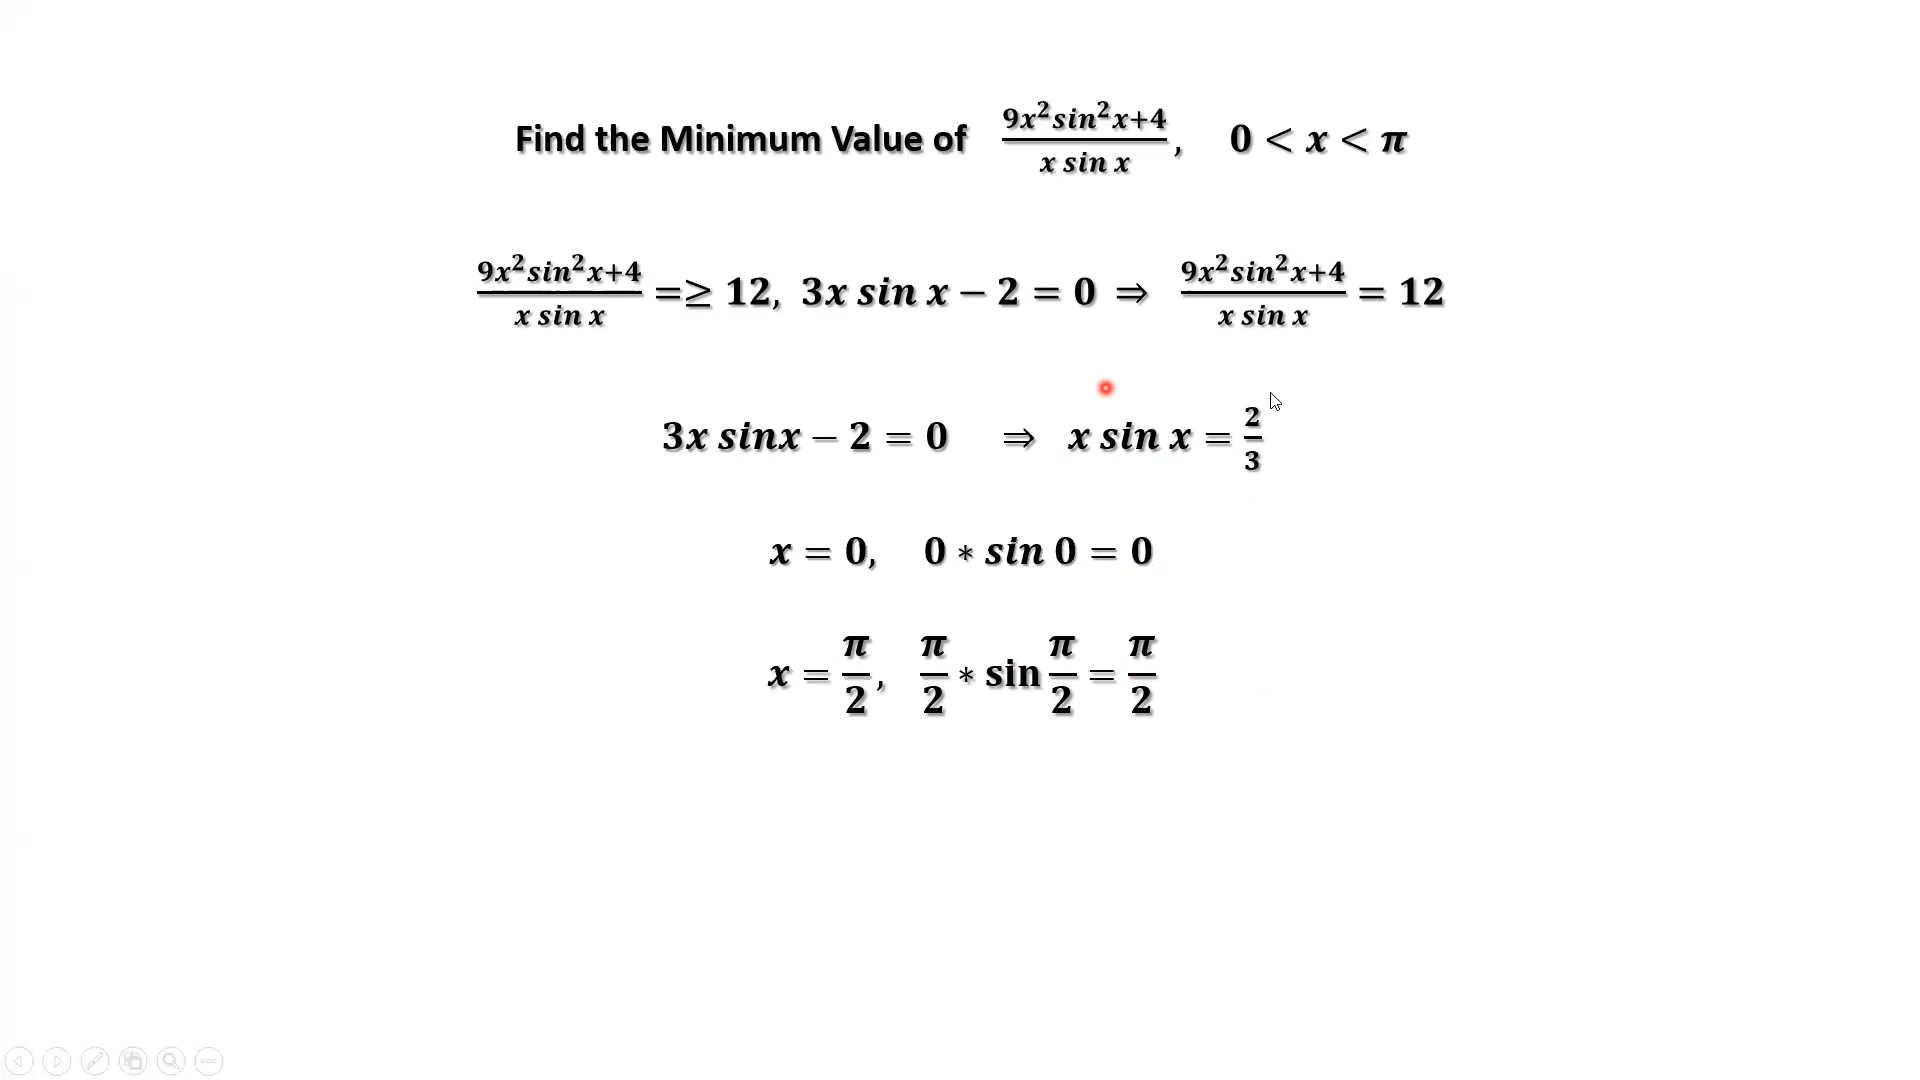 Find the Minimum Value of (9x²sin²x+4)/(x sin x), 0 < x < π
(9x²sin²x+4)/(x sin x) =≥ 12, 3x sin x − 2 = 0 ⇒ (9x²sin²x+4)/(x sin x) = 12
3x sinx − 2 = 0 ⇒ x sin x = 2/3
x = 0, 0 * sin 0 = 0
x = π/2, π/2 * sin π/2 = π/2